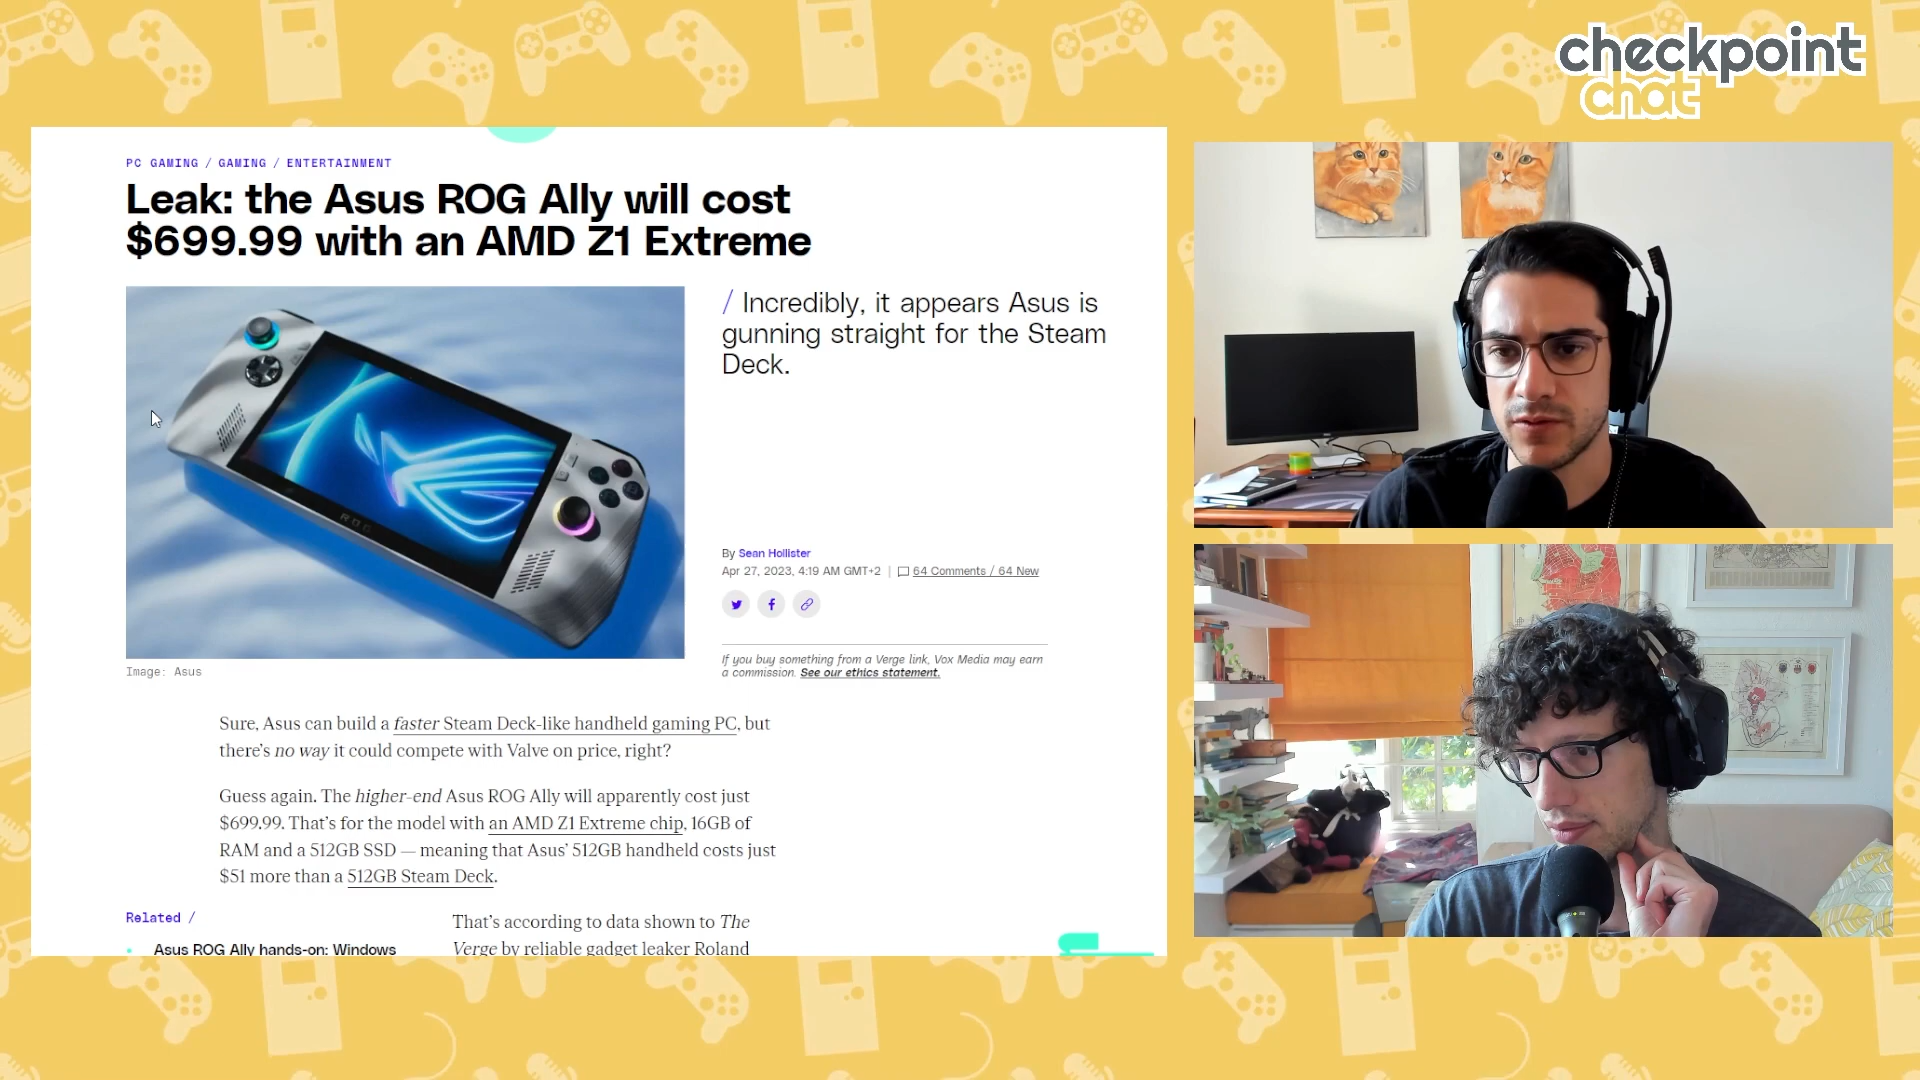 checkpoint
chat
PC GAMING / GAMING / ENTERTAINMENT
Leak: the Asus ROG Ally will cost
$699.99 with an AMD Z1 Extreme
/ Incredibly, it appears Asus is
gunning straight for the Steam
Deck.
ROG
By Sean Hollister
Apr 27, 2023, 4:19 AM GMT+2 | 64 Comments / 64 New
If you buy something from a Verge link, Vox Media may earn
a commission. See our ethics statement.
Image: Asus
Sure, Asus can build a faster Steam Deck-like handheld gaming PC, but
there's no way it could compete with Valve on price, right?
Guess again. The higher-end Asus ROG Ally will apparently cost just
$699.99. That's for the model with an AMD Z1 Extreme chip, 16GB of
RAM and a 512GB SSD — meaning that Asus' 512GB handheld costs just
$51 more than a 512GB Steam Deck.
Related /
Asus ROG Ally hands-on: Windows
That's according to data shown to The
Verge by reliable gadget leaker Roland